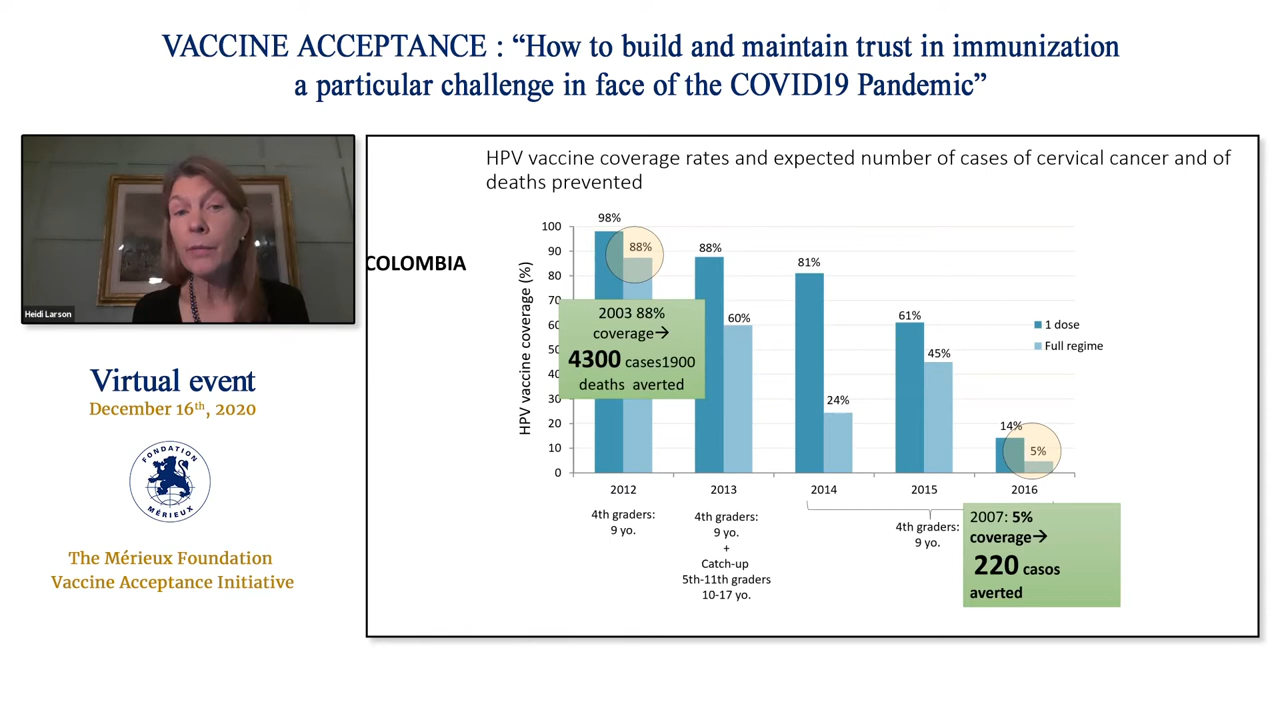 VACCINE ACCEPTANCE : “How to build and maintain trust in immunization
a particular challenge in face of the COVID19 Pandemic”
Heidi Larson
Virtual event
December 16th, 2020
FONDATION
MÉRIEUX
The Mérieux Foundation
Vaccine Acceptance Initiative
HPV vaccine coverage rates and expected number of cases of cervical cancer and of
deaths prevented
COLOMBIA
HPV vaccine coverage (%)
100
90
80
70
60
50
40
30
20
10
0
98%
88%
88%
60%
81%
24%
61%
45%
14%
5%
1 dose
Full regime
2003 88%
coverage→
4300 cases1900
deaths averted
2012
2013
2014
2015
2016
4th graders:
9 yo.
4th graders:
9 yo.
+
Catch-up
5th-11th graders
10-17 yo.
4th graders:
9 yo.
2007: 5%
coverage→
220 casos
averted